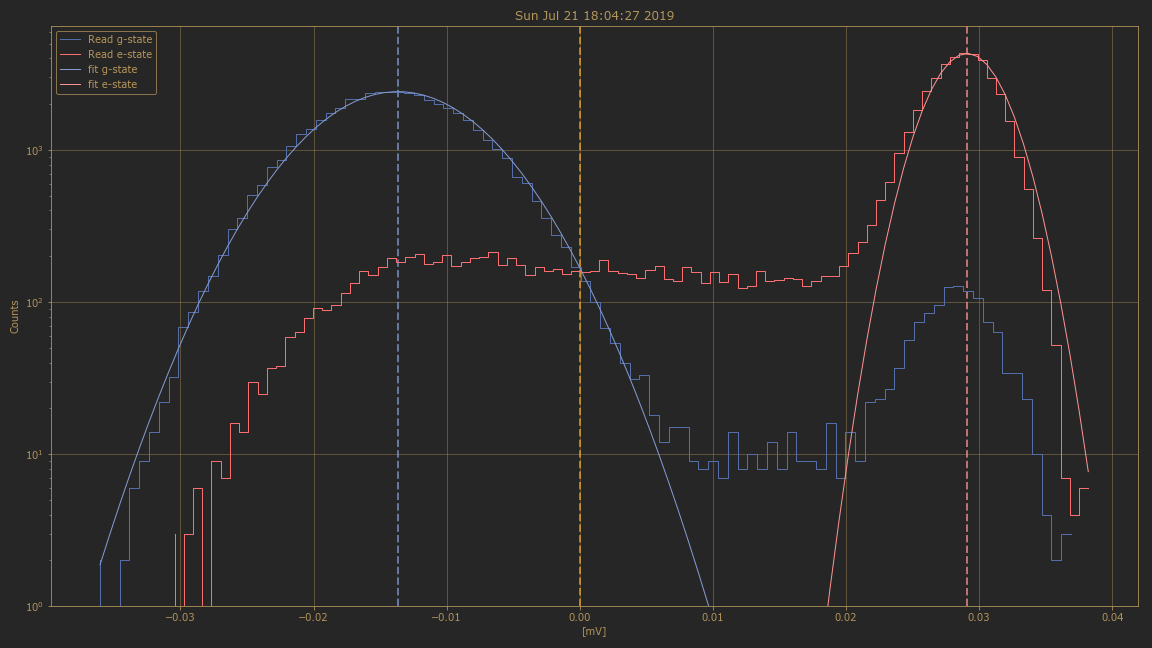 Sun Jul 21 18:04:27 2019
Read g-state
Read e-state
fit g-state
fit e-state
10³
10²
10¹
10⁰
Counts
−0.03
−0.02
−0.01
0.00
0.01
0.02
0.03
0.04
[mV]